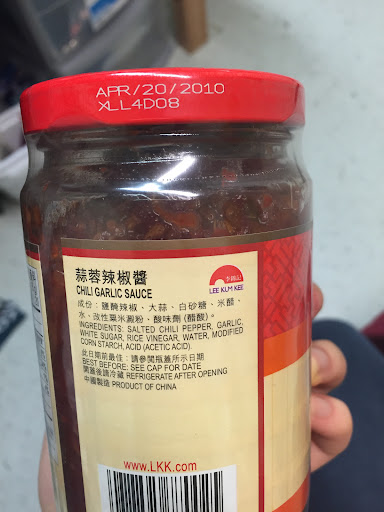 APR/20/2010
XLL4D08
蒜蓉辣椒醬
CHILI GARLIC SAUCE
李錦記
LEE KUM KEE
成份：鹽醃辣椒、大蒜、白砂糖、米醋、
水、改性粟米澱粉、酸味劑（醋酸）。
INGREDIENTS: SALTED CHILI PEPPER, GARLIC,
WHITE SUGAR, RICE VINEGAR, WATER, MODIFIED
CORN STARCH, ACID (ACETIC ACID).
此日期前最佳：請參閱瓶蓋所示日期
BEST BEFORE: SEE CAP FOR DATE
開蓋後請冷藏 REFRIGERATE AFTER OPENING
中國製造 PRODUCT OF CHINA
www.LKK.com